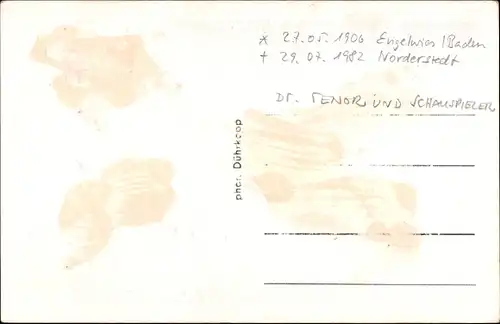 * 27.05.1906 Engelwies/Baden
+ 29.07.1982 Norderstedt
DT. TENOR UND SCHAUSPIELER
phot. Dührkoop